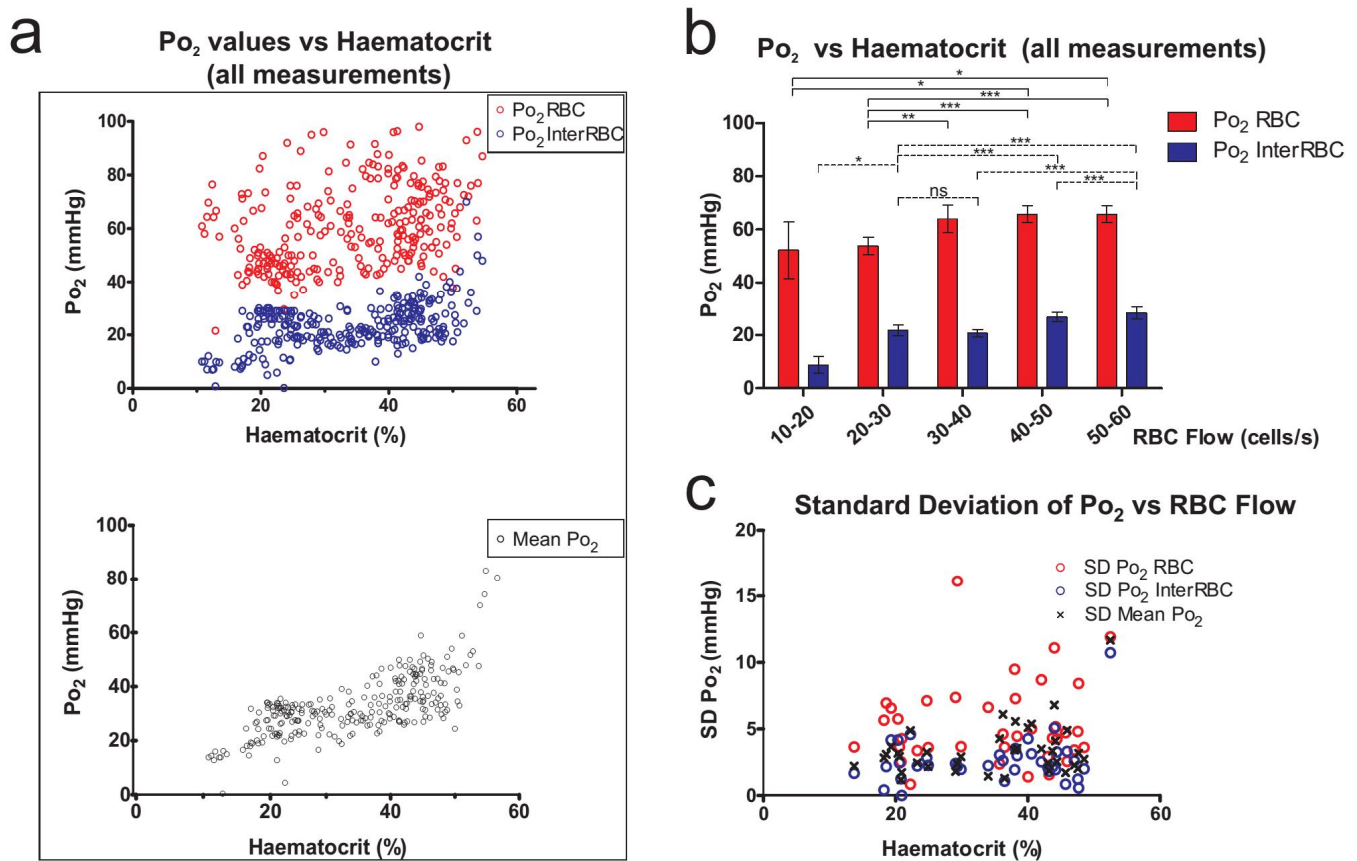 a
Po2 values vs Haematocrit
(all measurements)
Po2 RBC
Po2 InterRBC
100
80
60
40
20
0
Po2 (mmHg)
0 20 40 60
Haematocrit (%)
Mean Po2
100
80
60
40
20
0
Po2 (mmHg)
0 20 40 60
Haematocrit (%)
b
Po2 vs Haematocrit (all measurements)
*
*
***
***
**
***
***
*
***
***
ns
Po2 RBC
Po2 InterRBC
100
80
60
40
20
0
Po2 (mmHg)
10-20 20-30 30-40 40-50 50-60
RBC Flow (cells/s)
c
Standard Deviation of Po2 vs RBC Flow
SD Po2 RBC
SD Po2 InterRBC
SD Mean Po2
20
15
10
5
0
SD Po2 (mmHg)
0 20 40 60
Haematocrit (%)